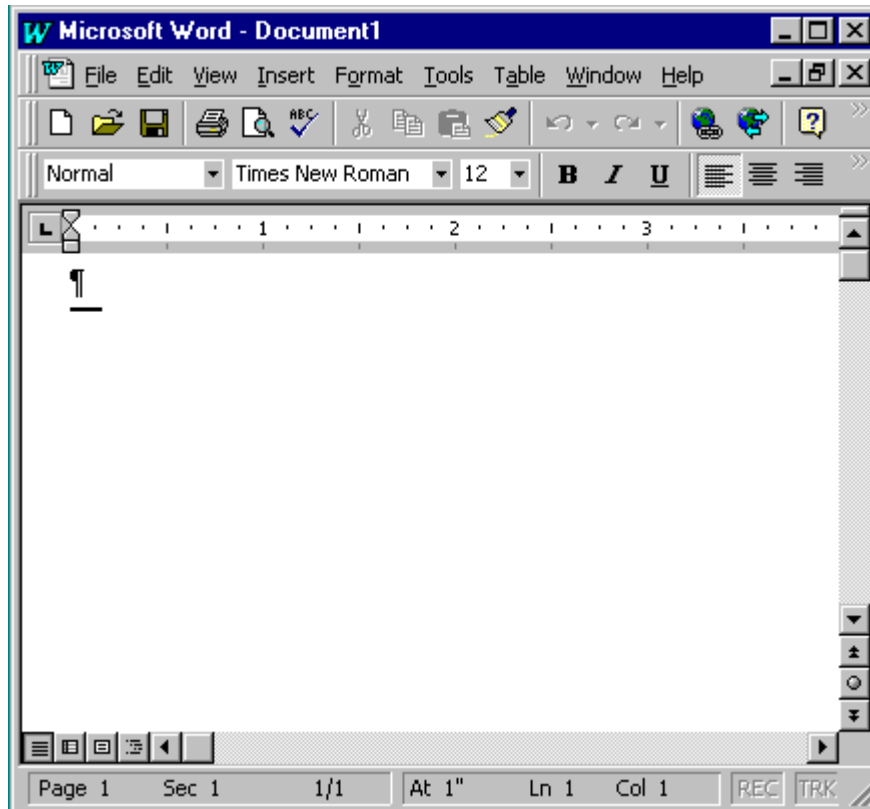 Microsoft Word - Document1
File Edit View Insert Format Tools Table Window Help
ABC
Normal Times New Roman 12 B I U
1 2 3
¶
Page 1 Sec 1 1/1 At 1" Ln 1 Col 1 REC TRK